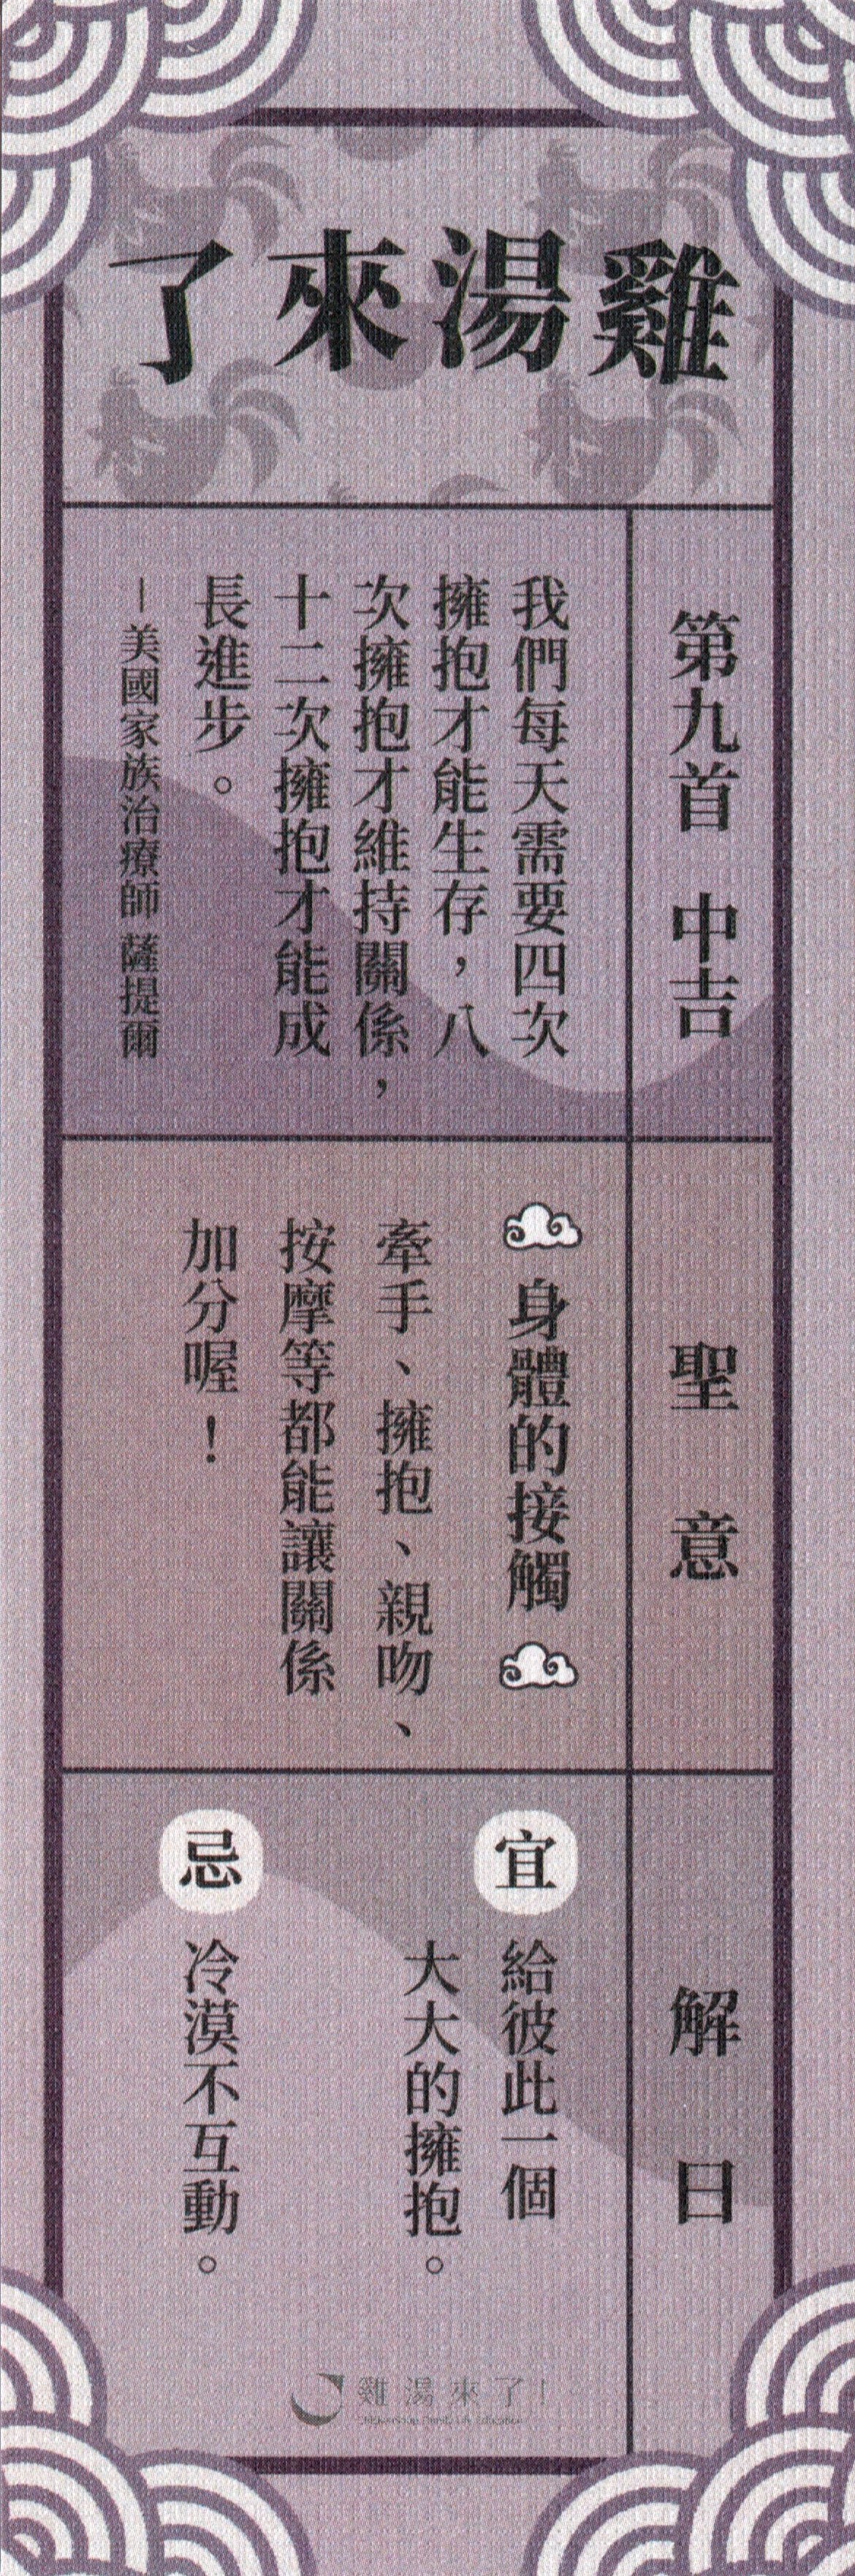 雞湯來了
第九首 中吉
我們每天需要四次
擁抱才能生存，八
次擁抱才維持關係，
十二次擁抱才能成
長進步。
－美國家族治療師 薩提爾
聖意
身體的接觸
牽手、擁抱、親吻、
按摩等都能讓關係
加分喔！
解曰
宜
給彼此一個
大大的擁抱。
忌
冷漠不互動。
雞湯來了！